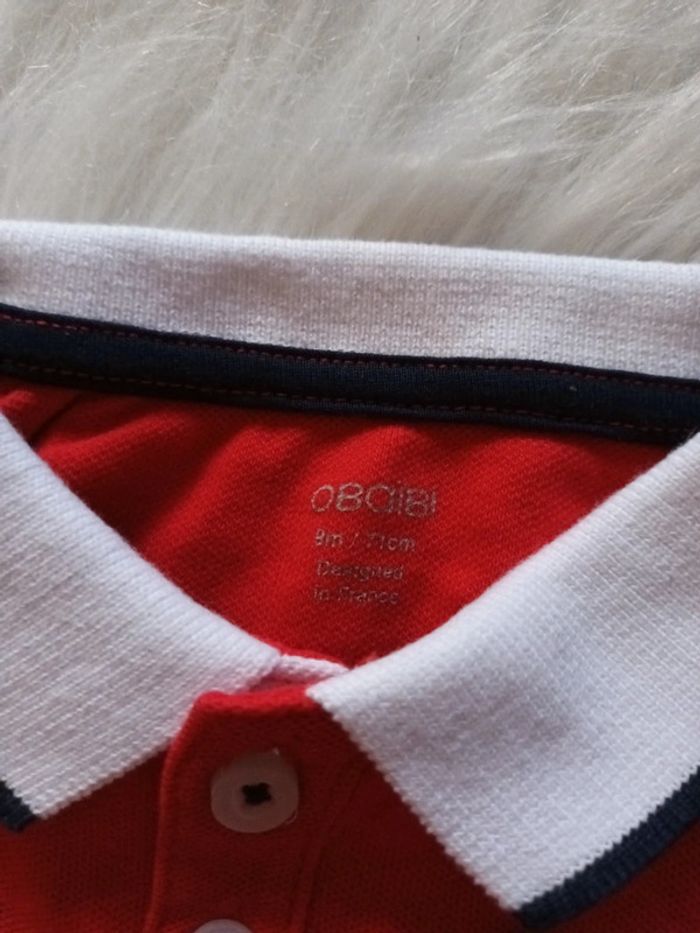 oBaiBi
9m / 71cm
Designed
in France